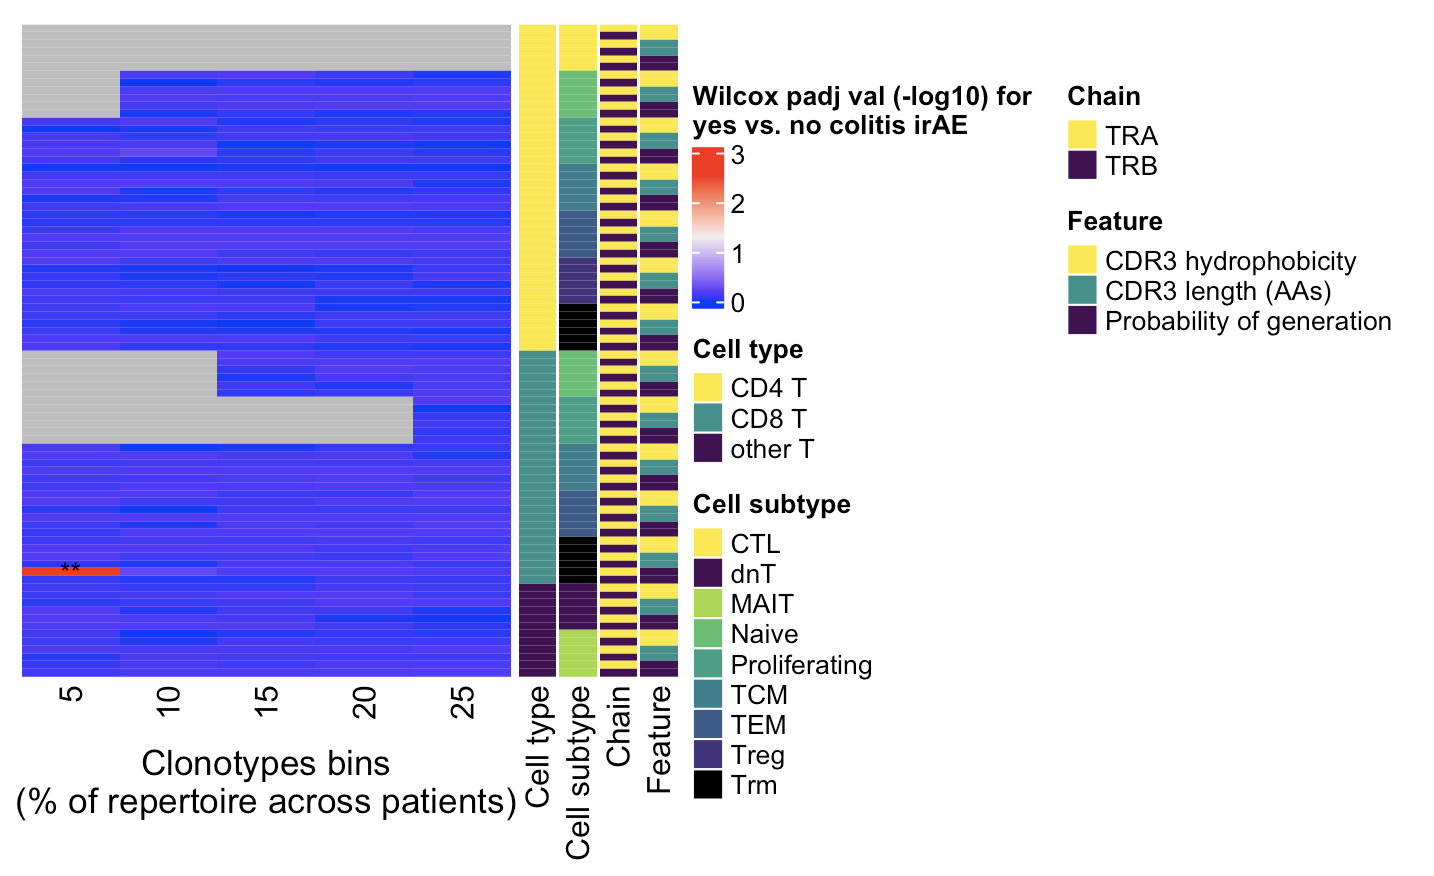 **
5
10
15
20
25
Clonotypes bins
(% of repertoire across patients)
Cell type
Cell subtype
Chain
Feature
Wilcox padj val (-log10) for
yes vs. no colitis irAE
3
2
1
0
Cell type
CD4 T
CD8 T
other T
Cell subtype
CTL
dnT
MAIT
Naive
Proliferating
TCM
TEM
Treg
Trm
Chain
TRA
TRB
Feature
CDR3 hydrophobicity
CDR3 length (AAs)
Probability of generation